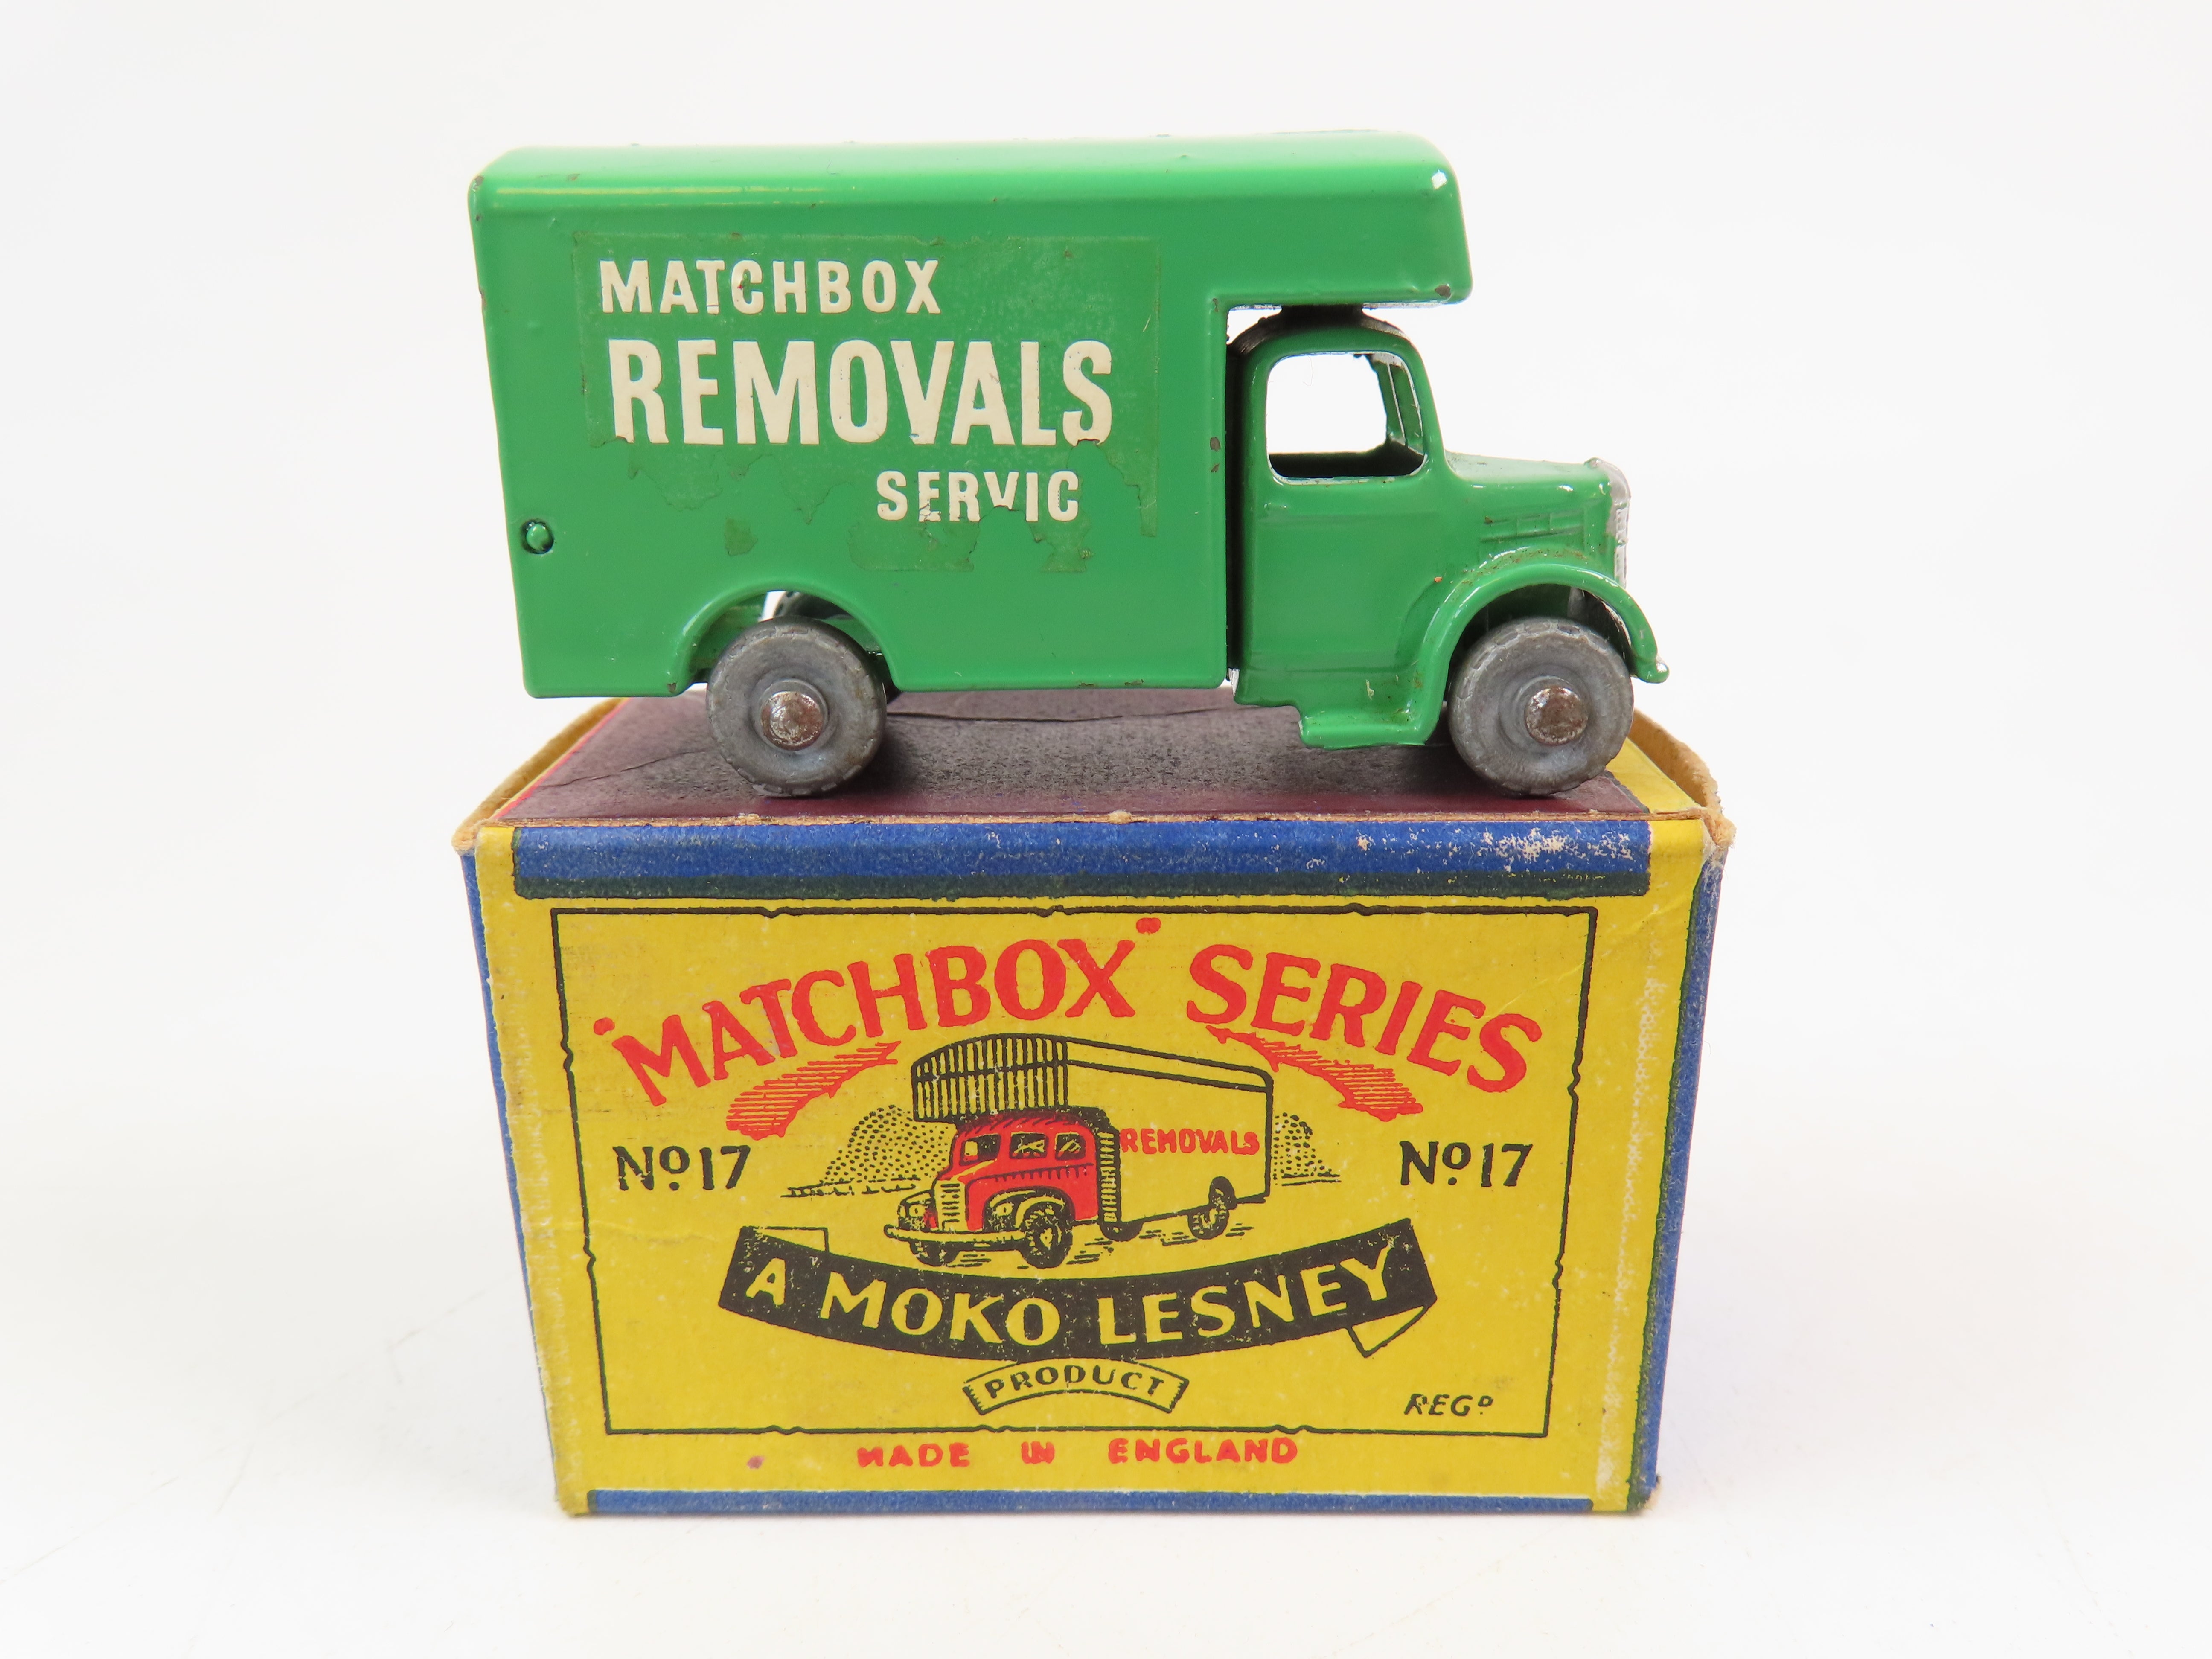 MATCHBOX
REMOVALS
SERVIC
"MATCHBOX" SERIES
REMOVALS
Nº17 Nº17
A MOKO LESNEY
PRODUCT
REGD
MADE IN ENGLAND